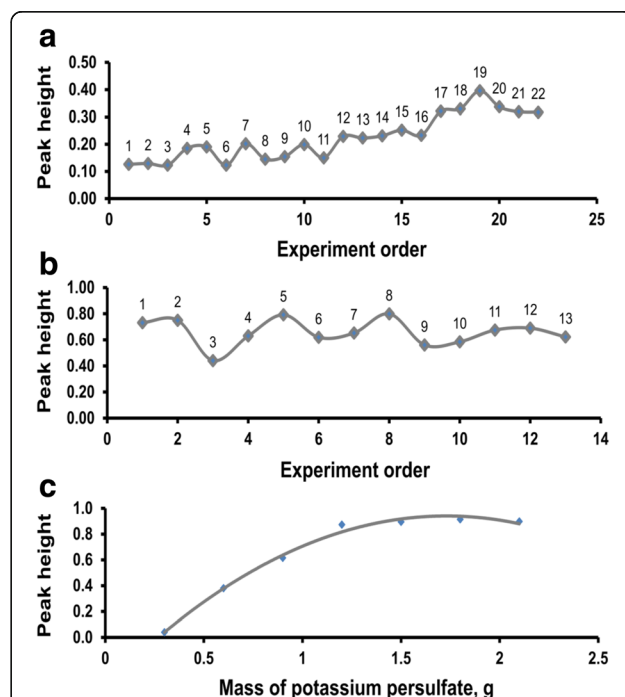 a
0.50
0.40
0.30
0.20
0.10
0.00
Peak height
1 2 3 4 5 6 7 8 9 10 11 12 13 14 15 16 17 18 19 20 21 22
0 5 10 15 20 25
Experiment order
b
1.00
0.80
0.60
0.40
0.20
0.00
Peak height
1 2 3 4 5 6 7 8 9 10 11 12 13
0 2 4 6 8 10 12 14
Experiment order
c
1.0
0.8
0.6
0.4
0.2
0.0
Peak height
0 0.5 1 1.5 2 2.5
Mass of potassium persulfate, g